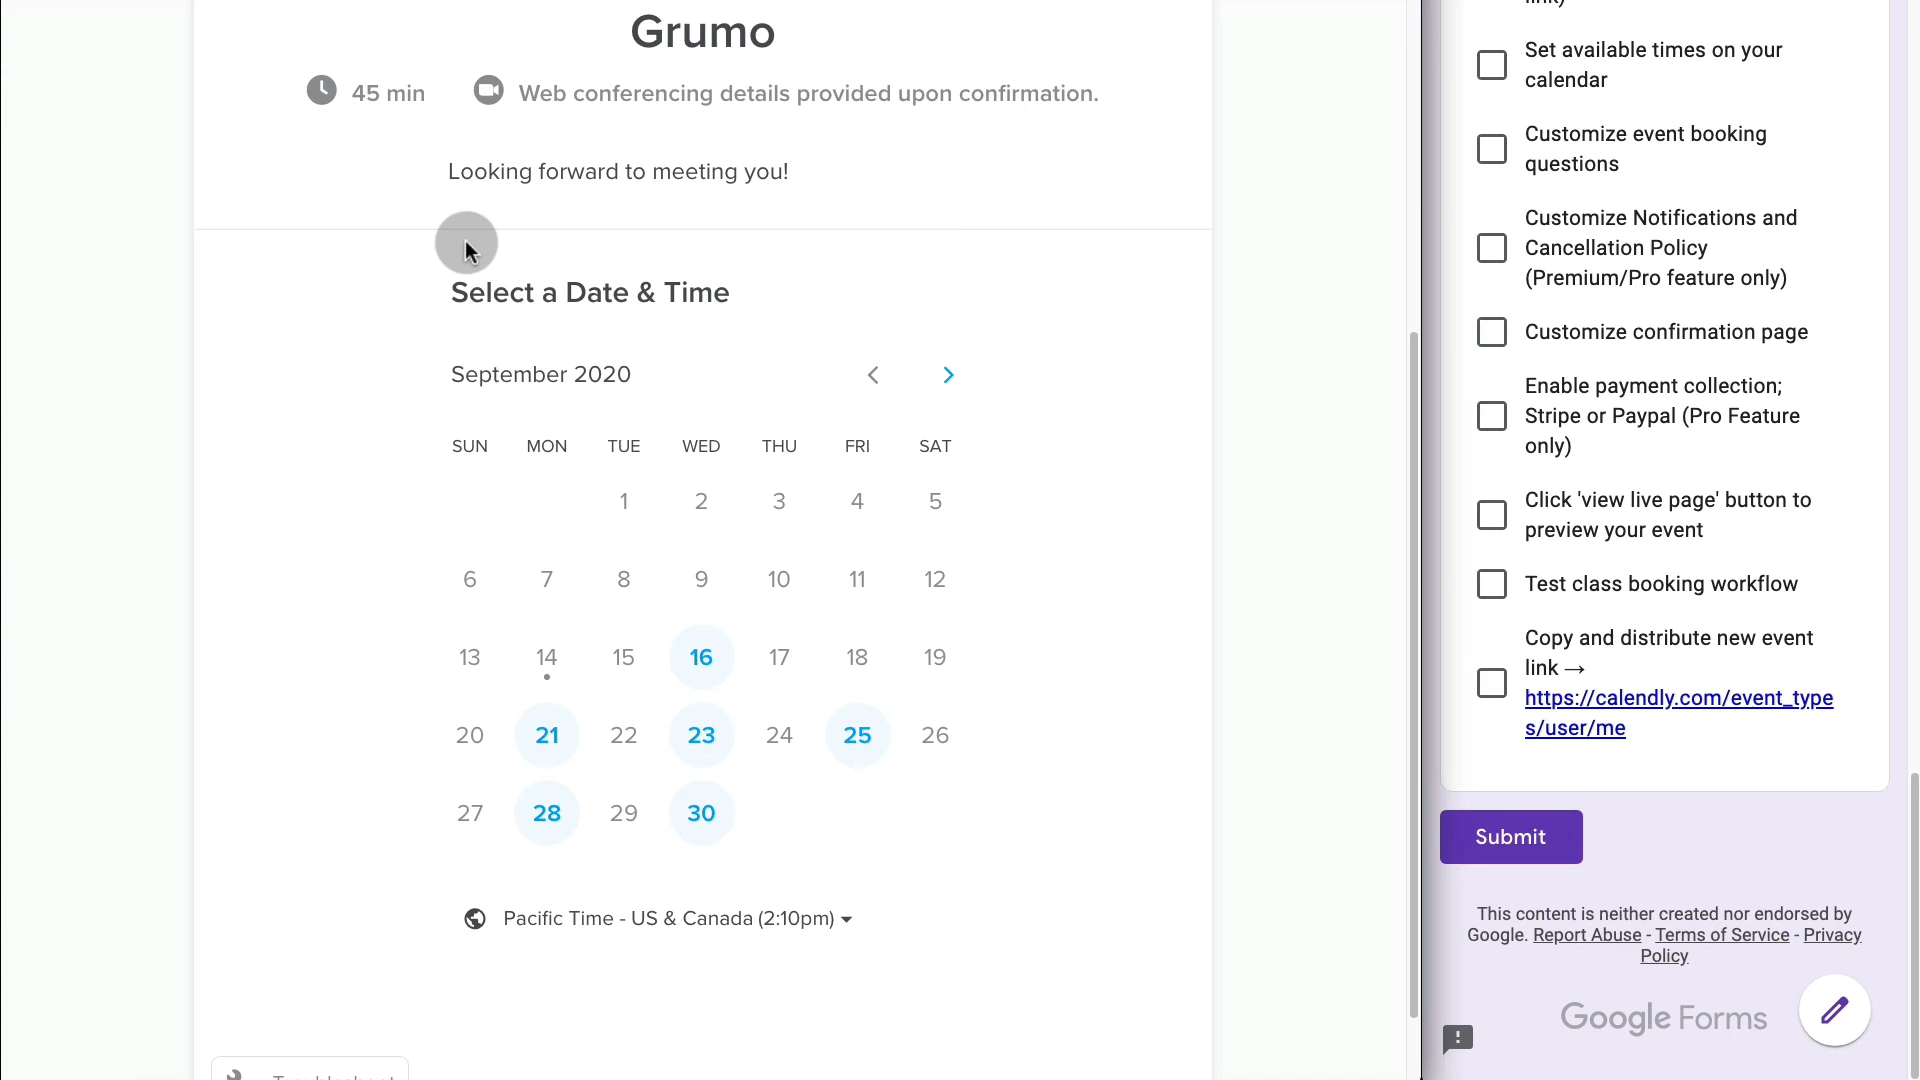 Grumo
45 min
Web conferencing details provided upon confirmation.
Looking forward to meeting you!
Select a Date & Time
September 2020
SUN MON TUE WED THU FRI SAT
1 2 3 4 5
6 7 8 9 10 11 12
13 14 15 16 17 18 19
20 21 22 23 24 25 26
27 28 29 30
Pacific Time - US & Canada (2:10pm)
Set available times on your
calendar
Customize event booking
questions
Customize Notifications and
Cancellation Policy
(Premium/Pro feature only)
Customize confirmation page
Enable payment collection;
Stripe or Paypal (Pro Feature
only)
Click 'view live page' button to
preview your event
Test class booking workflow
Copy and distribute new event
link →
https://calendly.com/event_type
s/user/me
Submit
This content is neither created nor endorsed by
Google. Report Abuse - Terms of Service - Privacy
Policy
Google Forms